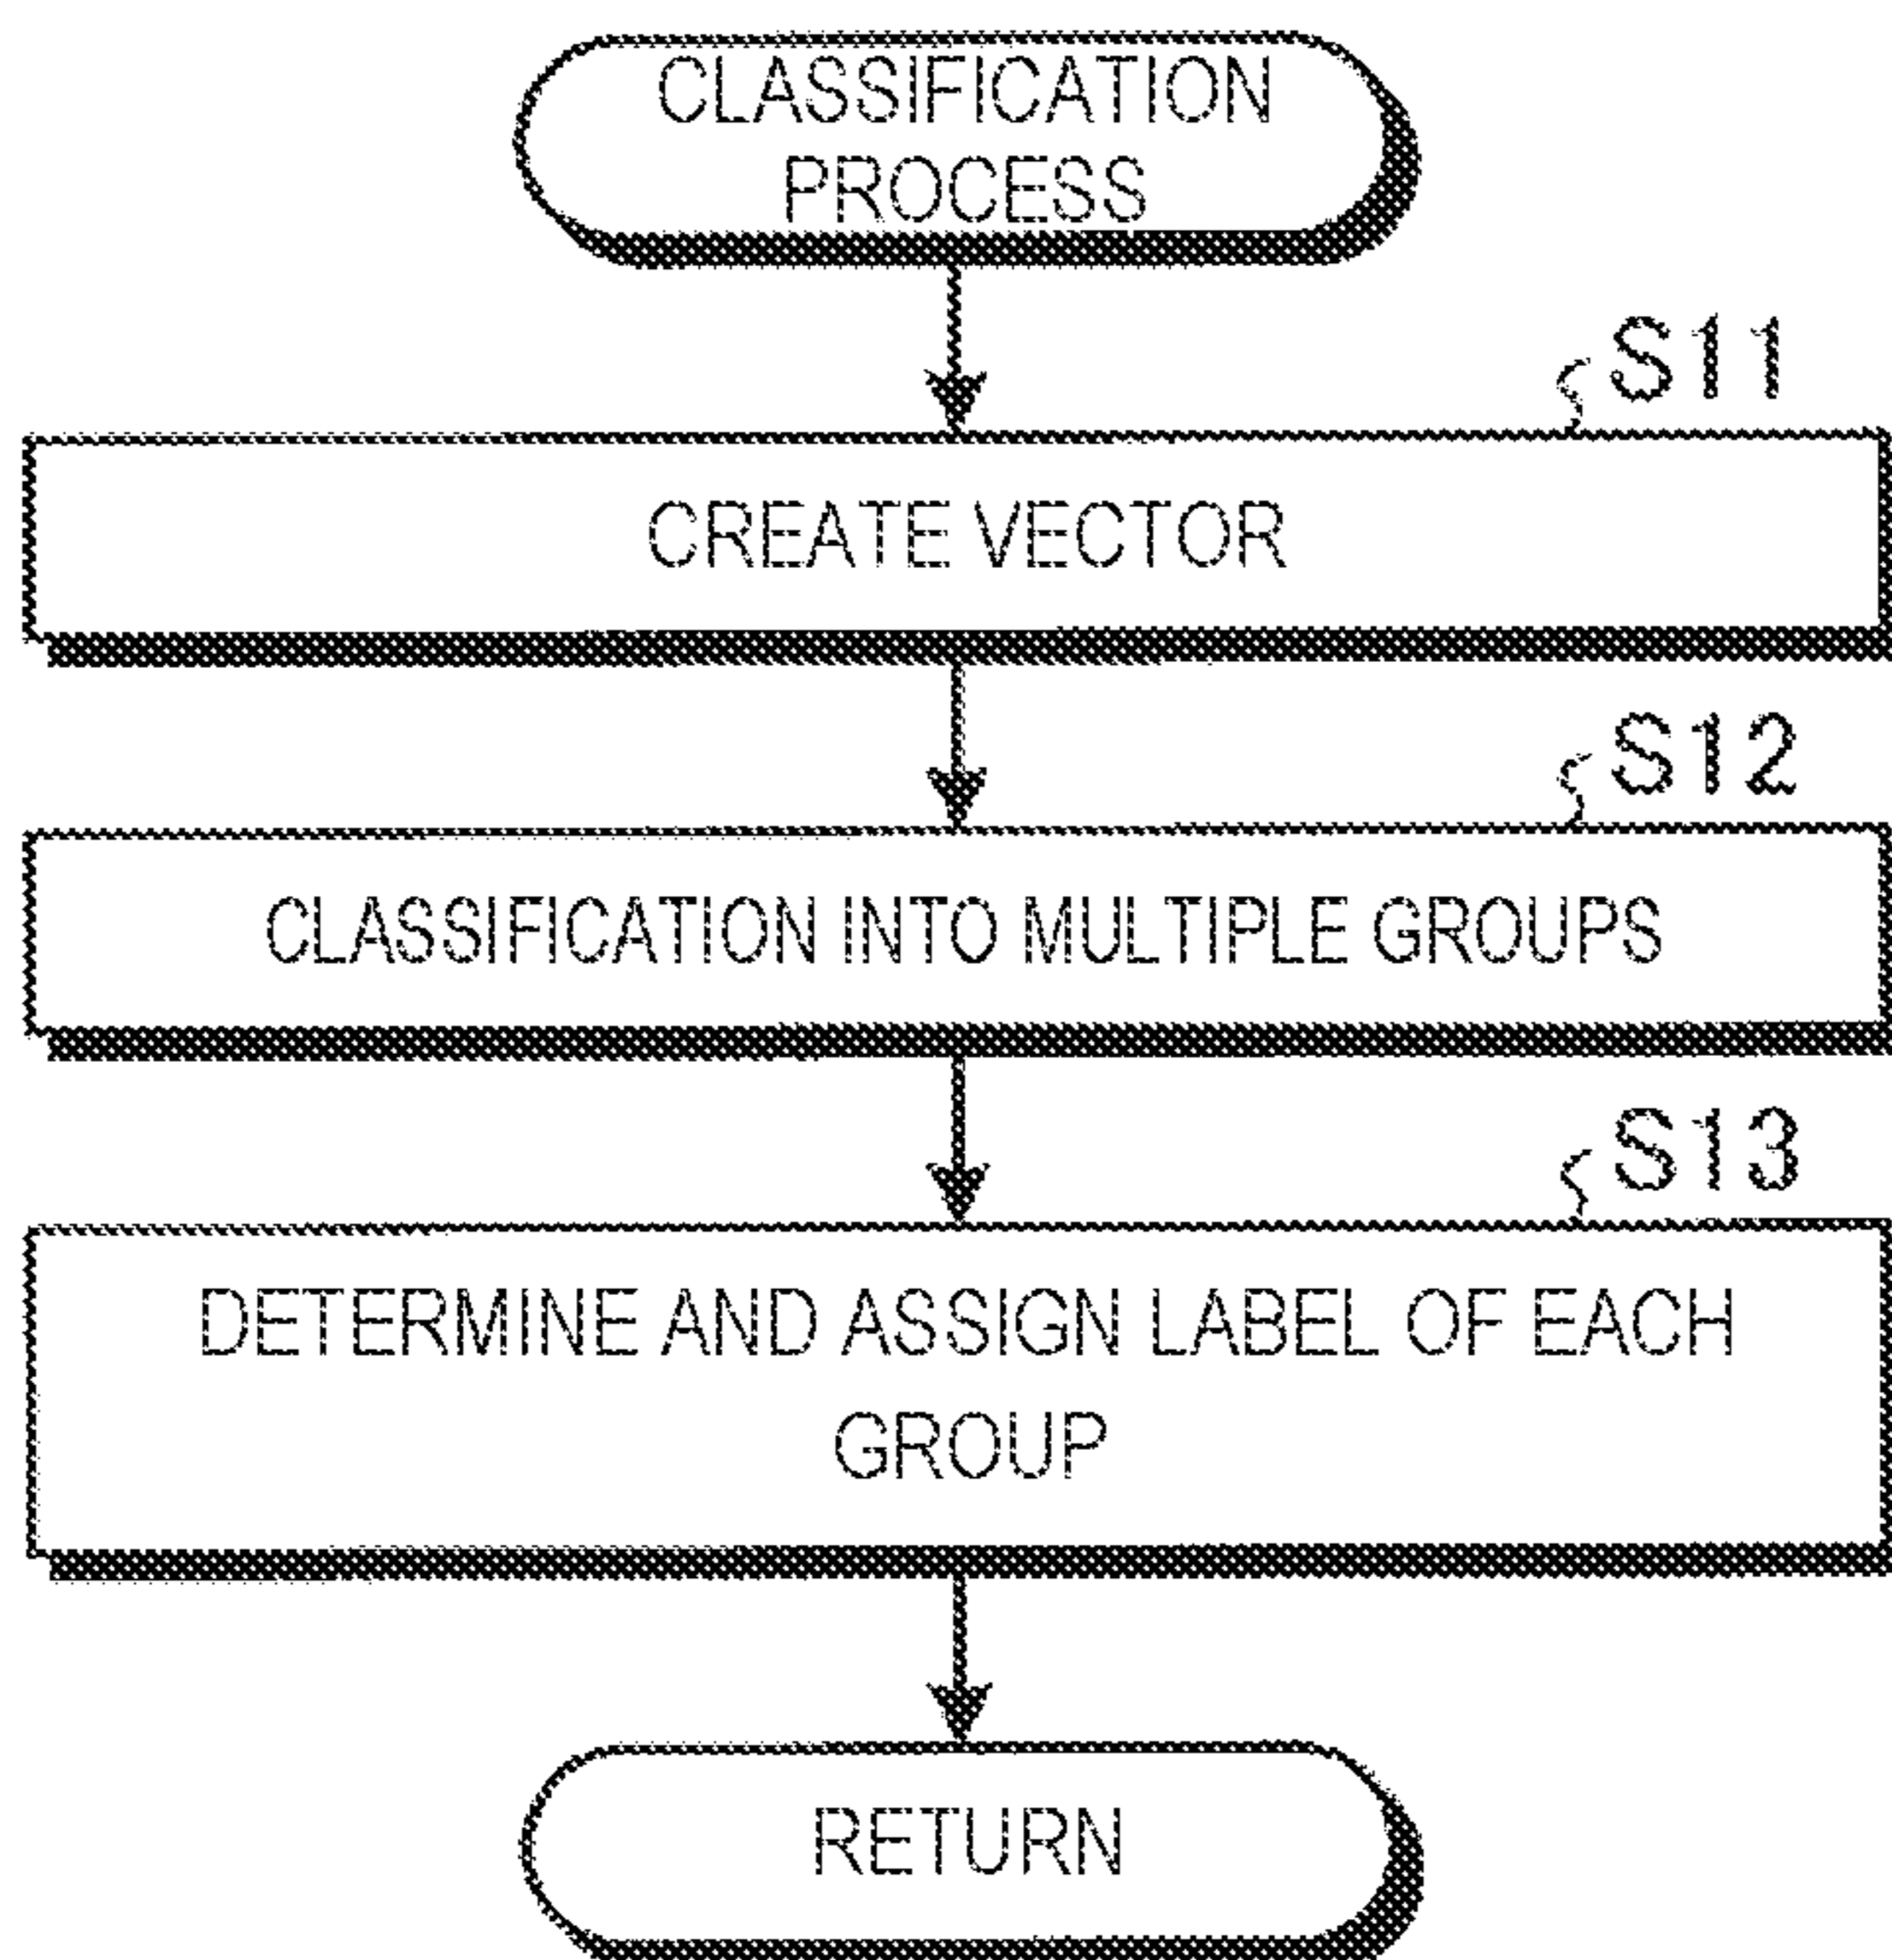 CLASSIFICATION
PROCESS
S11
CREATE VECTOR
S12
CLASSIFICATION INTO MULTIPLE GROUPS
S13
DETERMINE AND ASSIGN LABEL OF EACH
GROUP
RETURN